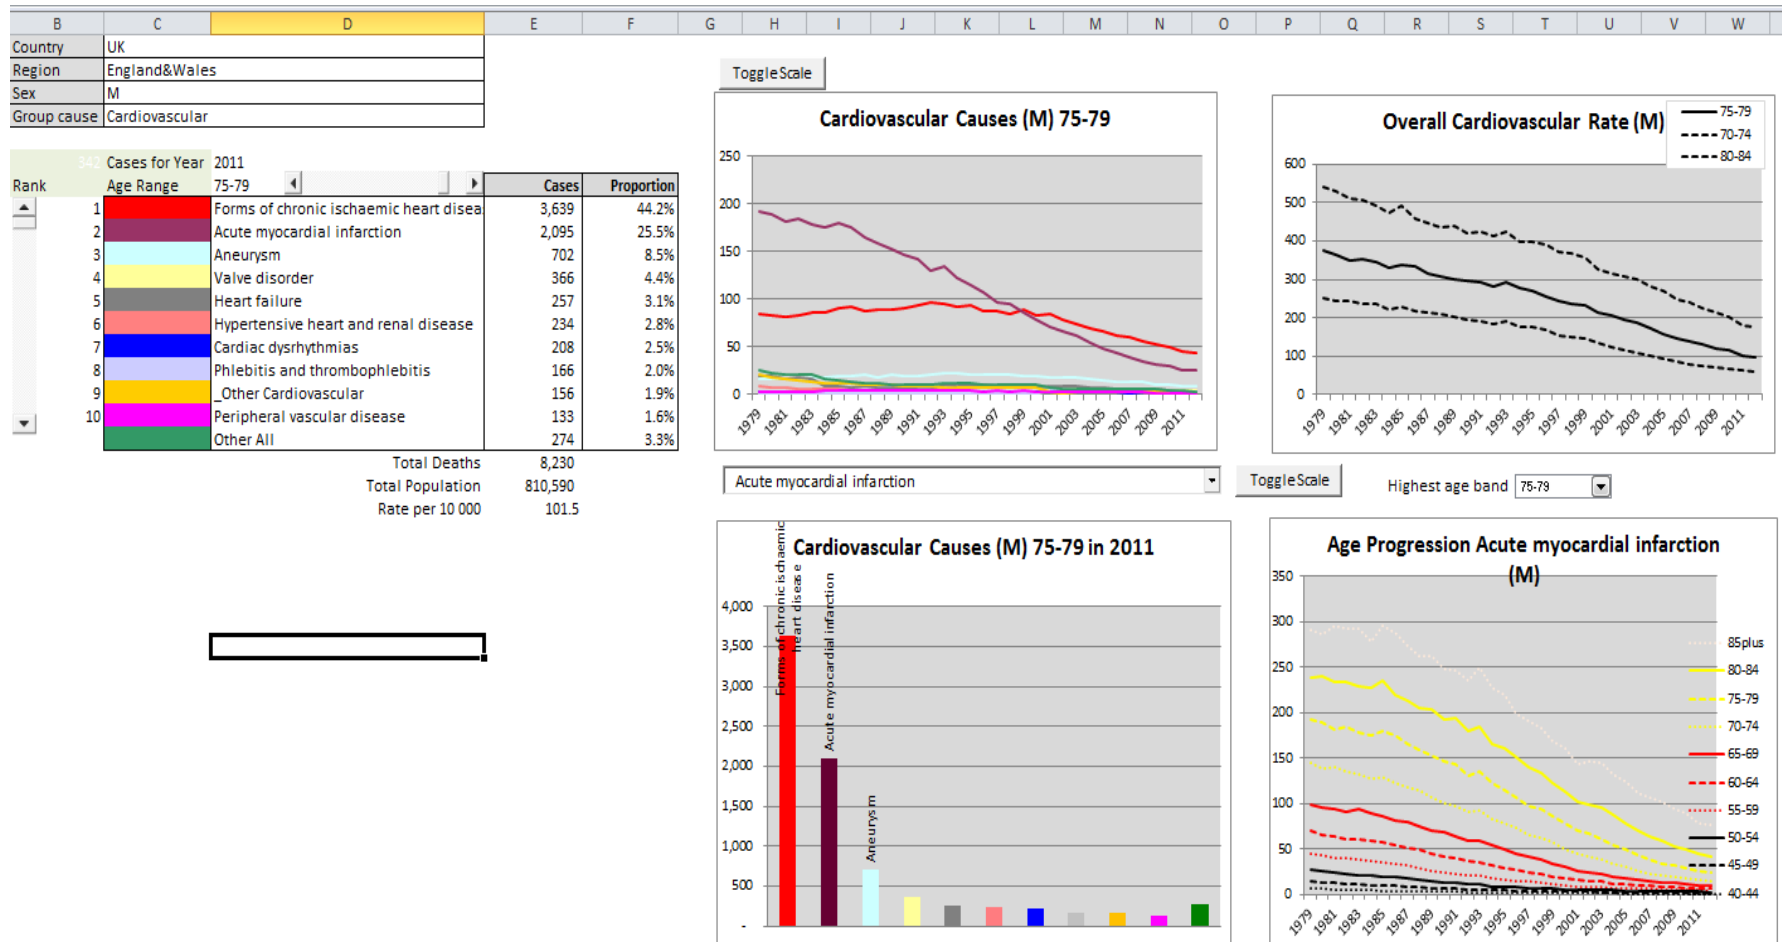 B C D E F G H I J K L M N O P Q R S T U V W
Country UK
Region England&Wales
Sex M
Group cause Cardiovascular
342 Cases for Year 2011
Rank Age Range 75-79 Cases Proportion
1 Forms of chronic ischaemic heart disea 3,639 44.2%
2 Acute myocardial infarction 2,095 25.5%
3 Aneurysm 702 8.5%
4 Valve disorder 366 4.4%
5 Heart failure 257 3.1%
6 Hypertensive heart and renal disease 234 2.8%
7 Cardiac dysrhythmias 208 2.5%
8 Phlebitis and thrombophlebitis 166 2.0%
9 _Other Cardiovascular 156 1.9%
10 Peripheral vascular disease 133 1.6%
Other All 274 3.3%
Total Deaths 8,230
Total Population 810,590
Rate per 10 000 101.5
Toggle Scale
Cardiovascular Causes (M) 75-79
250
200
150
100
50
0
1979 1981 1983 1985 1987 1989 1991 1993 1995 1997 1999 2001 2003 2005 2007 2009 2011
Overall Cardiovascular Rate (M)
75-79
70-74
80-84
600
500
400
300
200
100
0
1979 1981 1983 1985 1987 1989 1991 1993 1995 1997 1999 2001 2003 2005 2007 2009 2011
Acute myocardial infarction
Toggle Scale
Highest age band 75-79
Cardiovascular Causes (M) 75-79 in 2011
4,000
3,500
3,000
2,500
2,000
1,500
1,000
500
-
Forms of chronic ischaemic
heart disease
Acute myocardial infarction
Aneurysm
Age Progression Acute myocardial infarction
(M)
350
300
250
200
150
100
50
0
85plus
80-84
75-79
70-74
65-69
60-64
55-59
50-54
45-49
40-44
1979 1981 1983 1985 1987 1989 1991 1993 1995 1997 1999 2001 2003 2005 2007 2009 2011